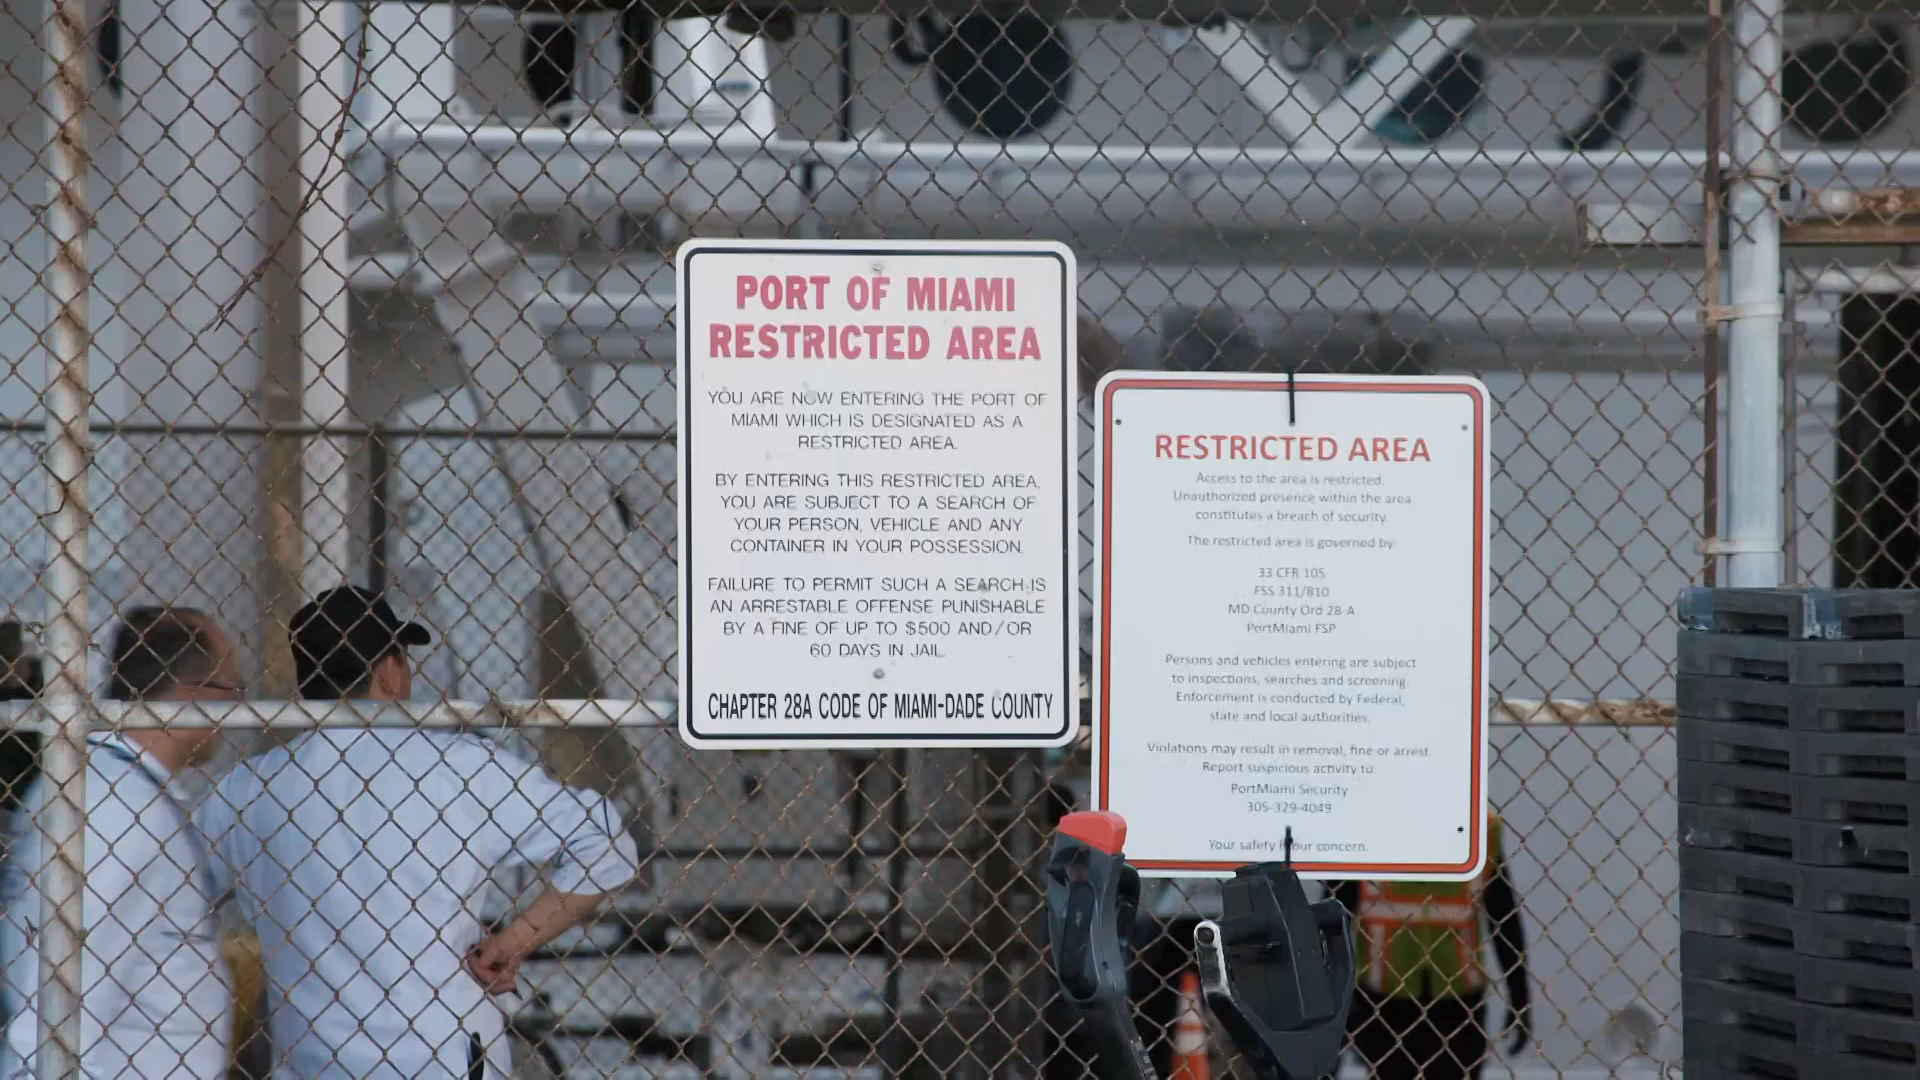 PORT OF MIAMI
RESTRICTED AREA
YOU ARE NOW ENTERING THE PORT OF
MIAMI WHICH IS DESIGNATED AS A
RESTRICTED AREA.
BY ENTERING THIS RESTRICTED AREA,
YOU ARE SUBJECT TO A SEARCH OF
YOUR PERSON, VEHICLE AND ANY
CONTAINER IN YOUR POSSESSION.
FAILURE TO PERMIT SUCH A SEARCH IS
AN ARRESTABLE OFFENSE PUNISHABLE
BY A FINE OF UP TO $500 AND/OR
60 DAYS IN JAIL
CHAPTER 28A CODE OF MIAMI-DADE COUNTY
RESTRICTED AREA
Access to the area is restricted.
Unauthorized presence within the area
constitutes a breach of security.
The restricted area is governed by:
33 CFR 105
FSS 311/810
MD County Ord 28-A
PortMiami FSP
Persons and vehicles entering are subject
to inspections, searches and screening.
Enforcement is conducted by Federal,
state and local authorities.
Violations may result in removal, fine or arrest.
Report suspicious activity to:
PortMiami Security
305-329-4049
Your safety is our concern.